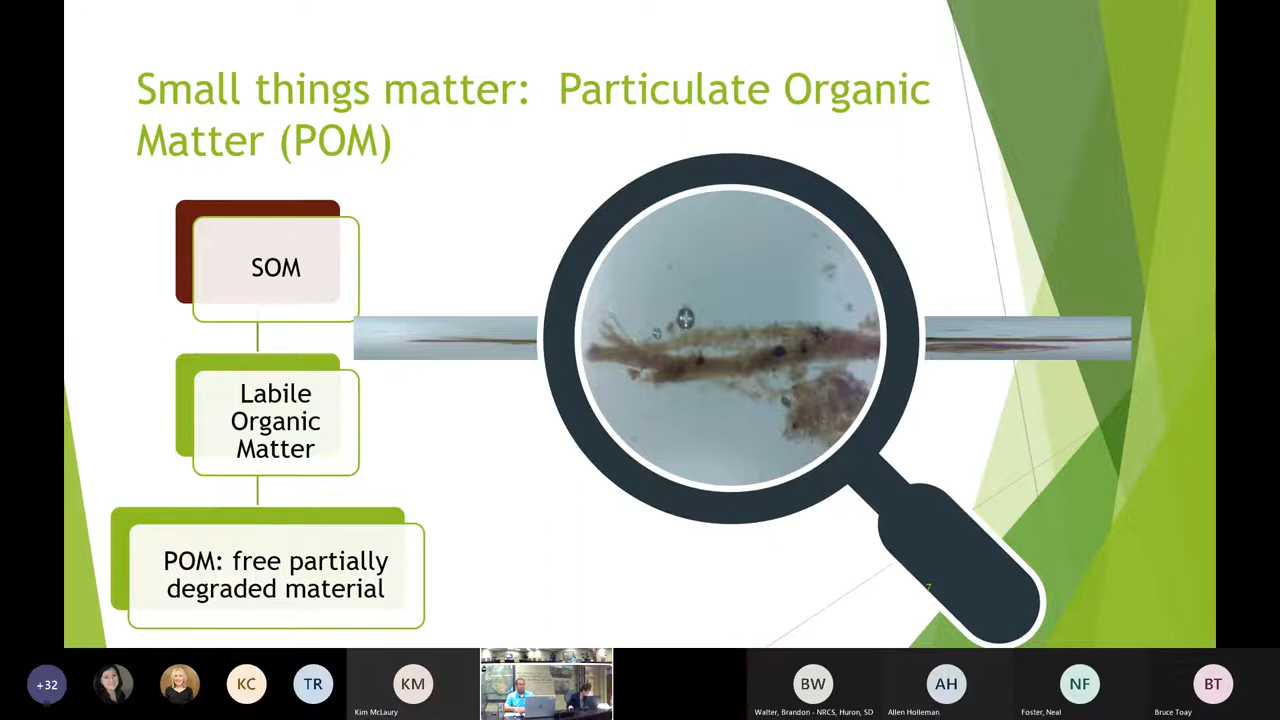 Small things matter: Particulate Organic
Matter (POM)
SOM
Labile
Organic
Matter
POM: free partially
degraded material
7
+32
KC
TR
KM
Kim McLaury
BW
Walter, Brandon - NRCS, Huron, SD
AH
Allen Holleman
NF
Foster, Neal
BT
Bruce Toay